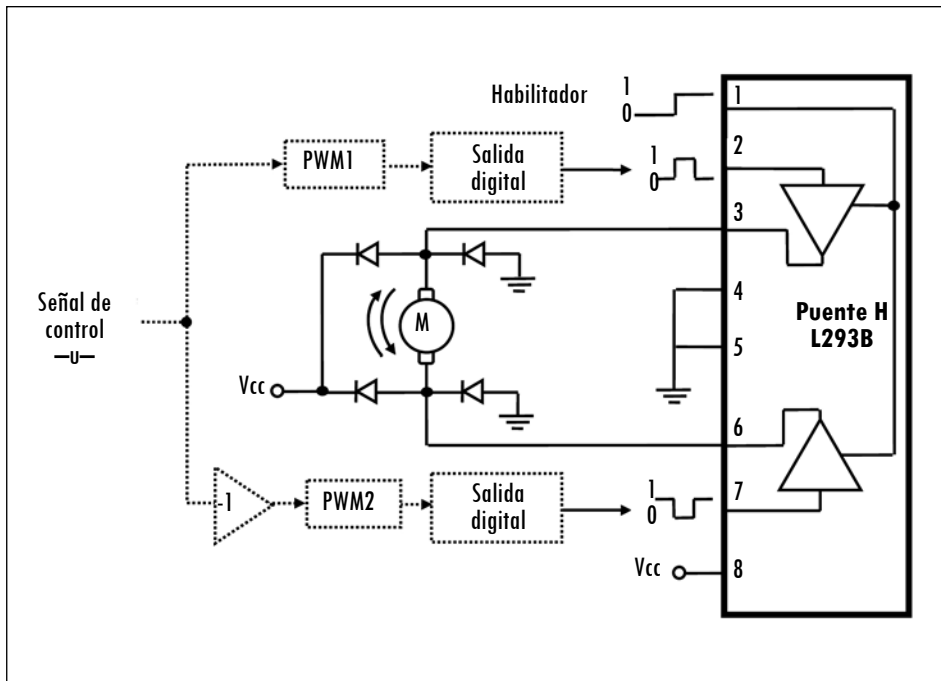 Habilitador
1
0
1
PWM1
Salida
digital
1
0
2
3
Señal de
control
—u—
M
4
Puente H
L293B
5
Vcc
6
-1
PWM2
Salida
digital
1
0
7
Vcc
8